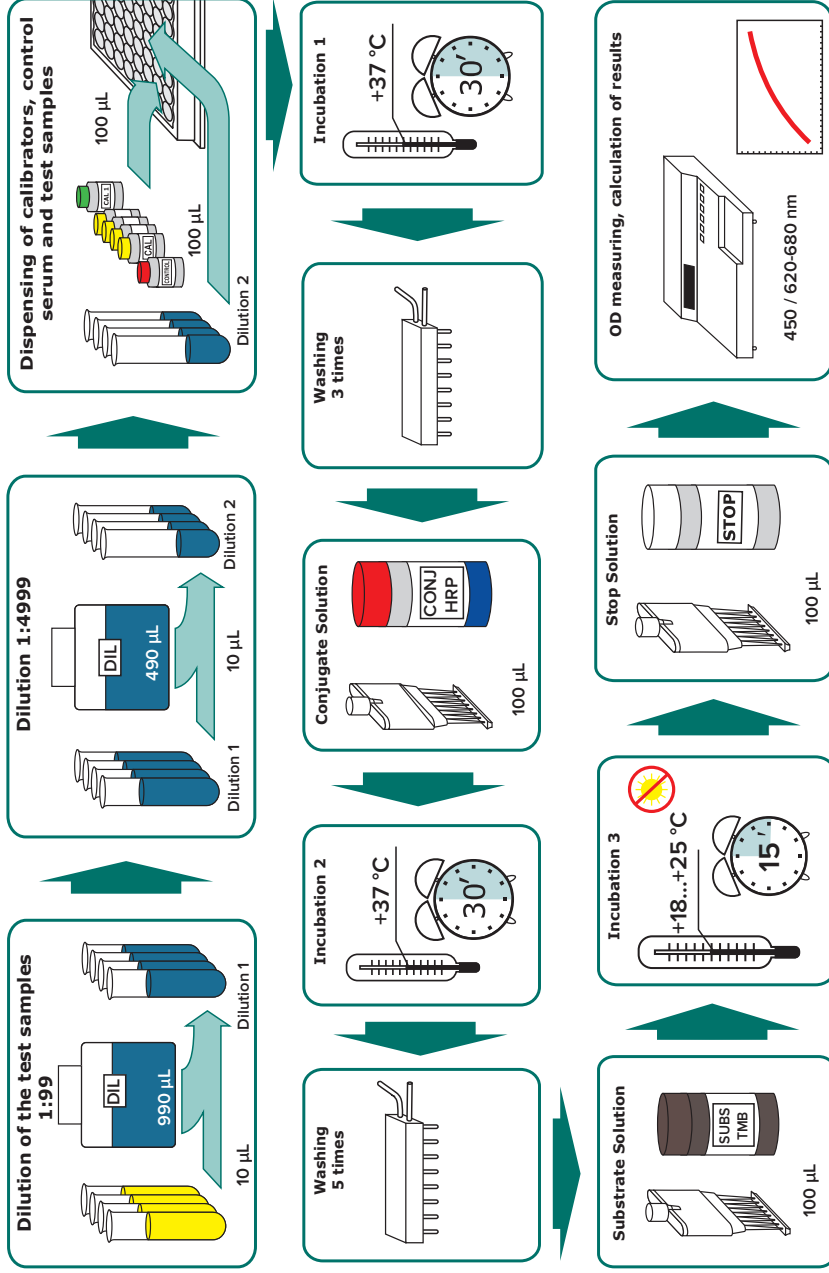 Dilution of the test samples
1:99
DIL
990 µL
10 µL
Dilution 1
Dilution 1:4999
DIL
490 µL
10 µL
Dilution 1
Dilution 2
Dispensing of calibrators, control
serum and test samples
CAL 1
CAL
CONTROL
100 µL
100 µL
Dilution 2
Incubation 1
+37 °C
30′
Washing
3 times
Conjugate Solution
CONJ
HRP
100 µL
Incubation 2
+37 °C
30′
Washing
5 times
Substrate Solution
SUBS
TMB
100 µL
Incubation 3
+18...+25 °C
15′
Stop Solution
STOP
100 µL
OD measuring, calculation of results
450 / 620-680 nm